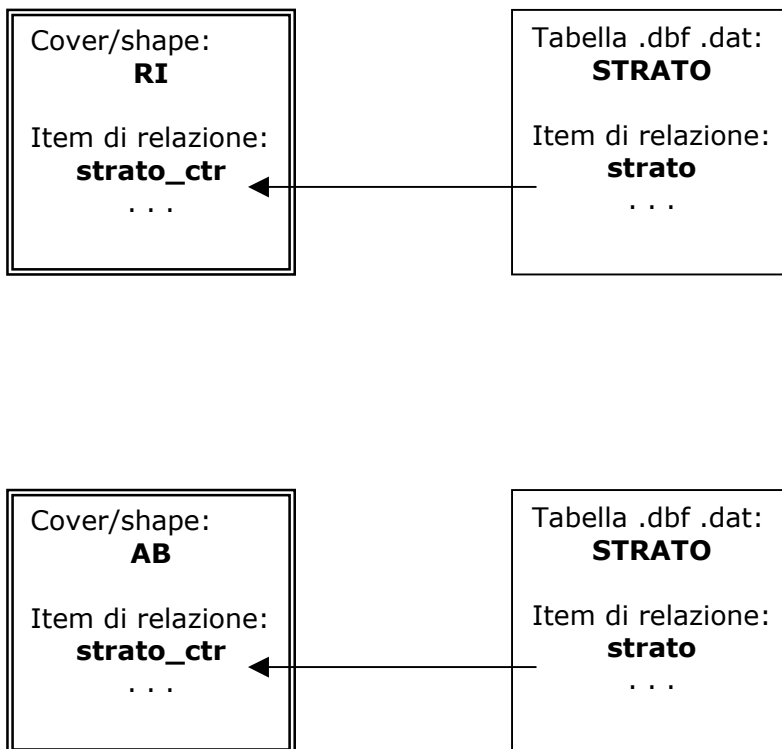 Cover/shape:
RI
Item di relazione:
strato_ctr
. . .
Tabella .dbf .dat:
STRATO
Item di relazione:
strato
. . .
Cover/shape:
AB
Item di relazione:
strato_ctr
. . .
Tabella .dbf .dat:
STRATO
Item di relazione:
strato
. . .